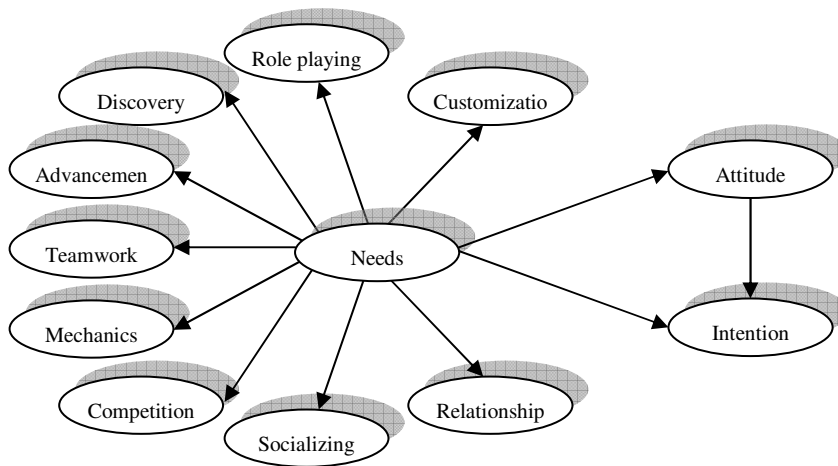 Role playing
Discovery
Customizatio
Advancemen
Attitude
Teamwork
Needs
Mechanics
Intention
Competition
Relationship
Socializing